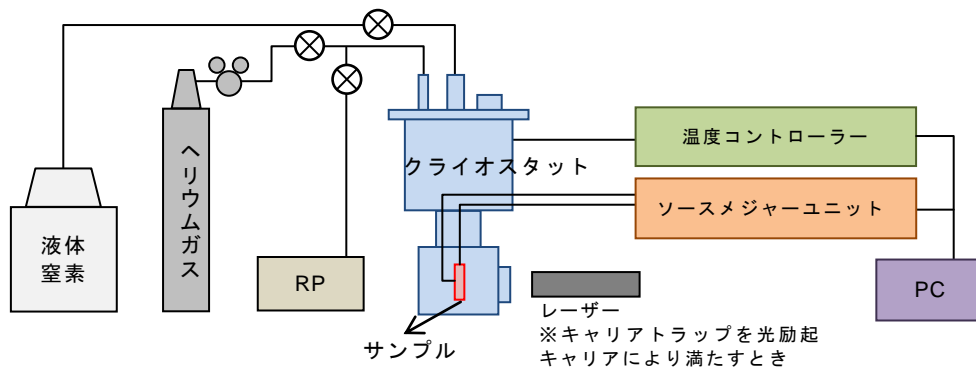 液体
窒素
ヘリウムガス
RP
クライオスタット
サンプル
温度コントローラー
ソースメジャーユニット
PC
レーザー
※キャリアトラップを光励起
キャリアにより満たすとき